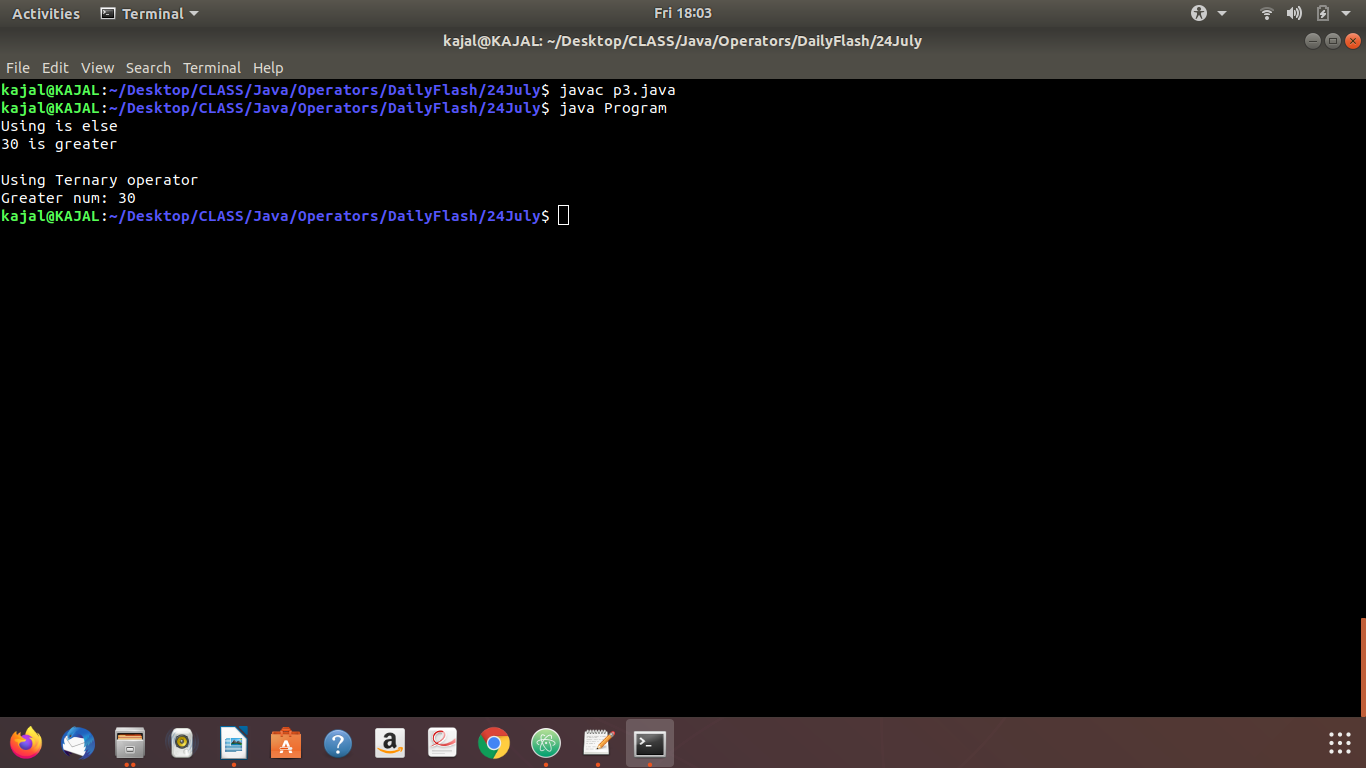 Activities Terminal Fri 18:03
kajal@KAJAL: ~/Desktop/CLASS/Java/Operators/DailyFlash/24July
File Edit View Search Terminal Help
kajal@KAJAL:~/Desktop/CLASS/Java/Operators/DailyFlash/24July$ javac p3.java
kajal@KAJAL:~/Desktop/CLASS/Java/Operators/DailyFlash/24July$ java Program
Using is else
30 is greater
Using Ternary operator
Greater num: 30
kajal@KAJAL:~/Desktop/CLASS/Java/Operators/DailyFlash/24July$